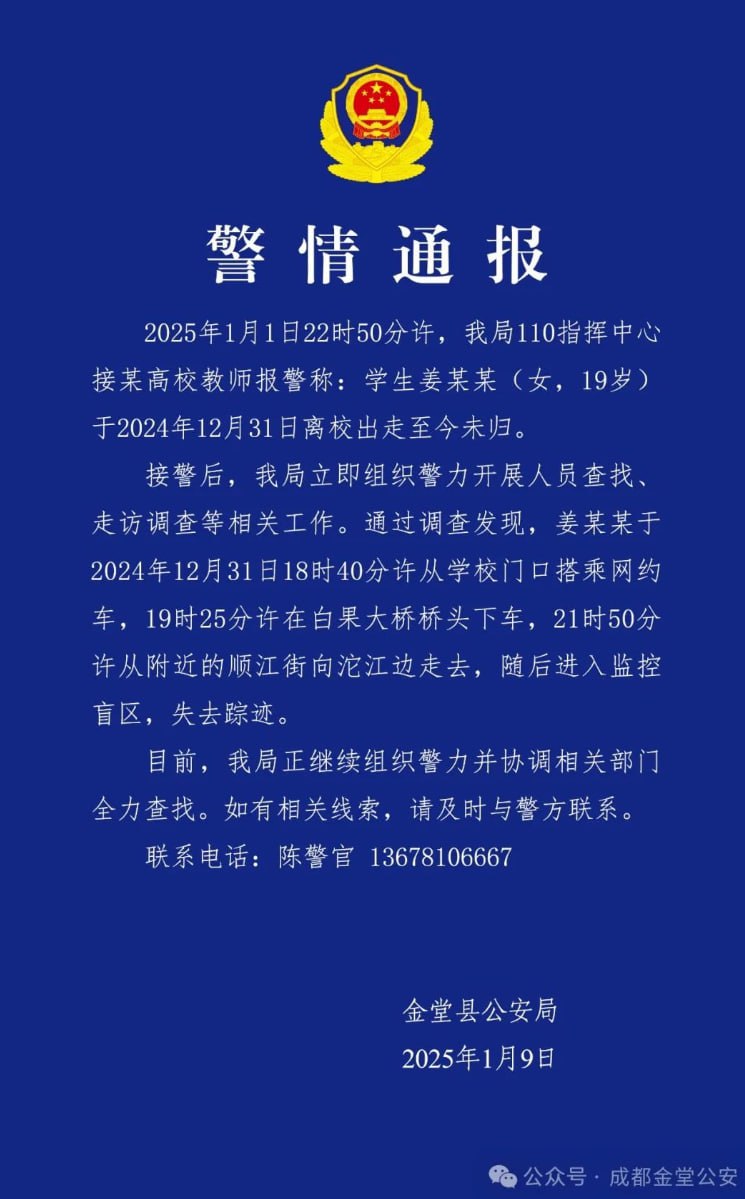 警情通报
2025年1月1日22时50分许，我局110指挥中心
接某高校教师报警称：学生姜某某（女，19岁）
于2024年12月31日离校出走至今未归。
接警后，我局立即组织警力开展人员查找、
走访调查等相关工作。通过调查发现，姜某某于
2024年12月31日18时40分许从学校门口搭乘网约
车，19时25分许在白果大桥桥头下车，21时50分
许从附近的顺江街向沱江边走去，随后进入监控
盲区，失去踪迹。
目前，我局正继续组织警力并协调相关部门
全力查找。如有相关线索，请及时与警方联系。
联系电话：陈警官 13678106667
金堂县公安局
2025年1月9日
公众号·成都金堂公安